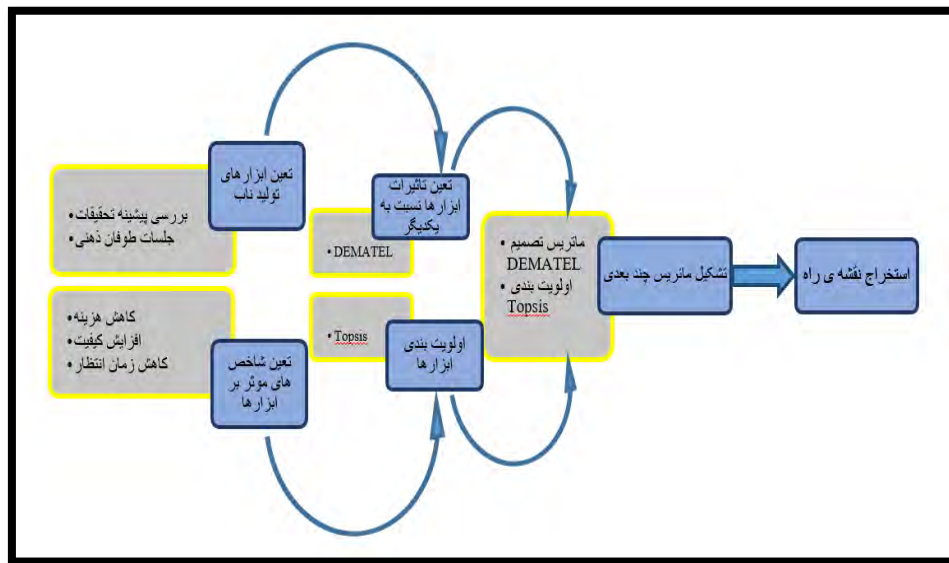 تعین ابزارهای
تولید ناب
• بررسی پیشینه تحقیقات
• جلسات طوفان ذهنی
تعین تاثیرات
ابزارها نسبت به
یکدیگر
• DEMATEL
• کاهش هزینه
• افزایش کیفیت
• کاهش زمان انتظار
تعین شاخص
های موثر بر
ابزارها
• Topsis
اولویت بندی
ابزارها
• ماتریس تصمیم
DEMATEL
• اولویت بندی
Topsis
تشکیل ماتریس چند بعدی
استخراج نقشه ی راه